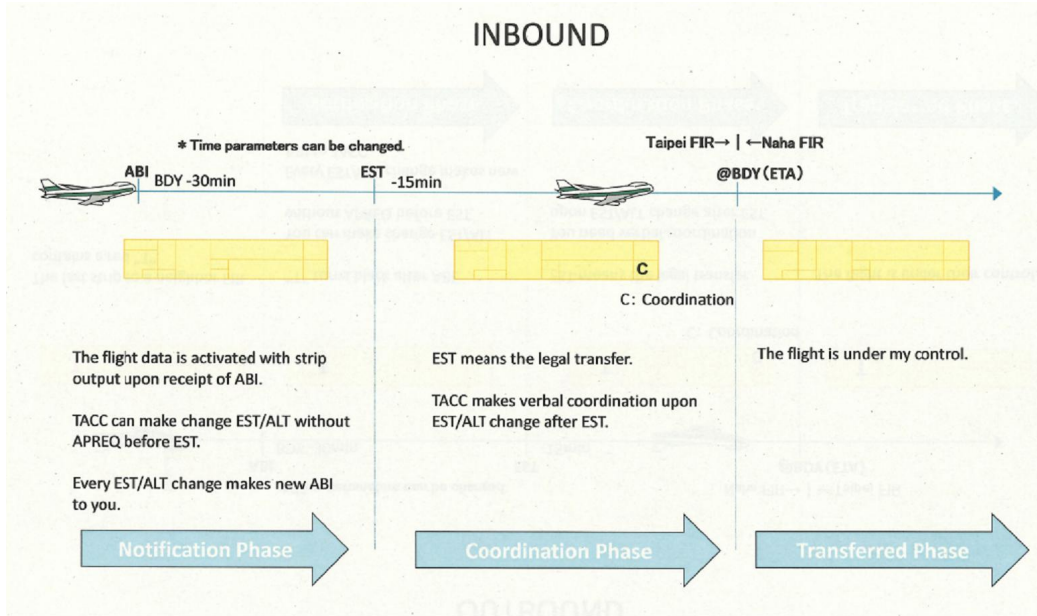 INBOUND
* Time parameters can be changed.
Taipei FIR→ | ←Naha FIR
ABI
BDY -30min
EST
-15min
@BDY(ETA)
C
C: Coordination
The flight data is activated with strip
output upon receipt of ABI.
TACC can make change EST/ALT without
APREQ before EST.
Every EST/ALT change makes new ABI
to you.
EST means the legal transfer.
TACC makes verbal coordination upon
EST/ALT change after EST.
The flight is under my control.
Notification Phase
Coordination Phase
Transferred Phase